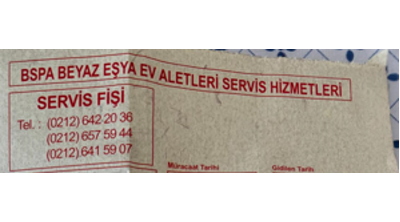 BSPA BEYAZ EŞYA EV ALETLERİ SERVİS HİZMETLERİ
SERVİS FİŞİ
Tel. : (0212) 642 20 36
(0212) 657 59 44
(0212) 641 59 07
Müracaat Tarihi
Gidilen Tarih